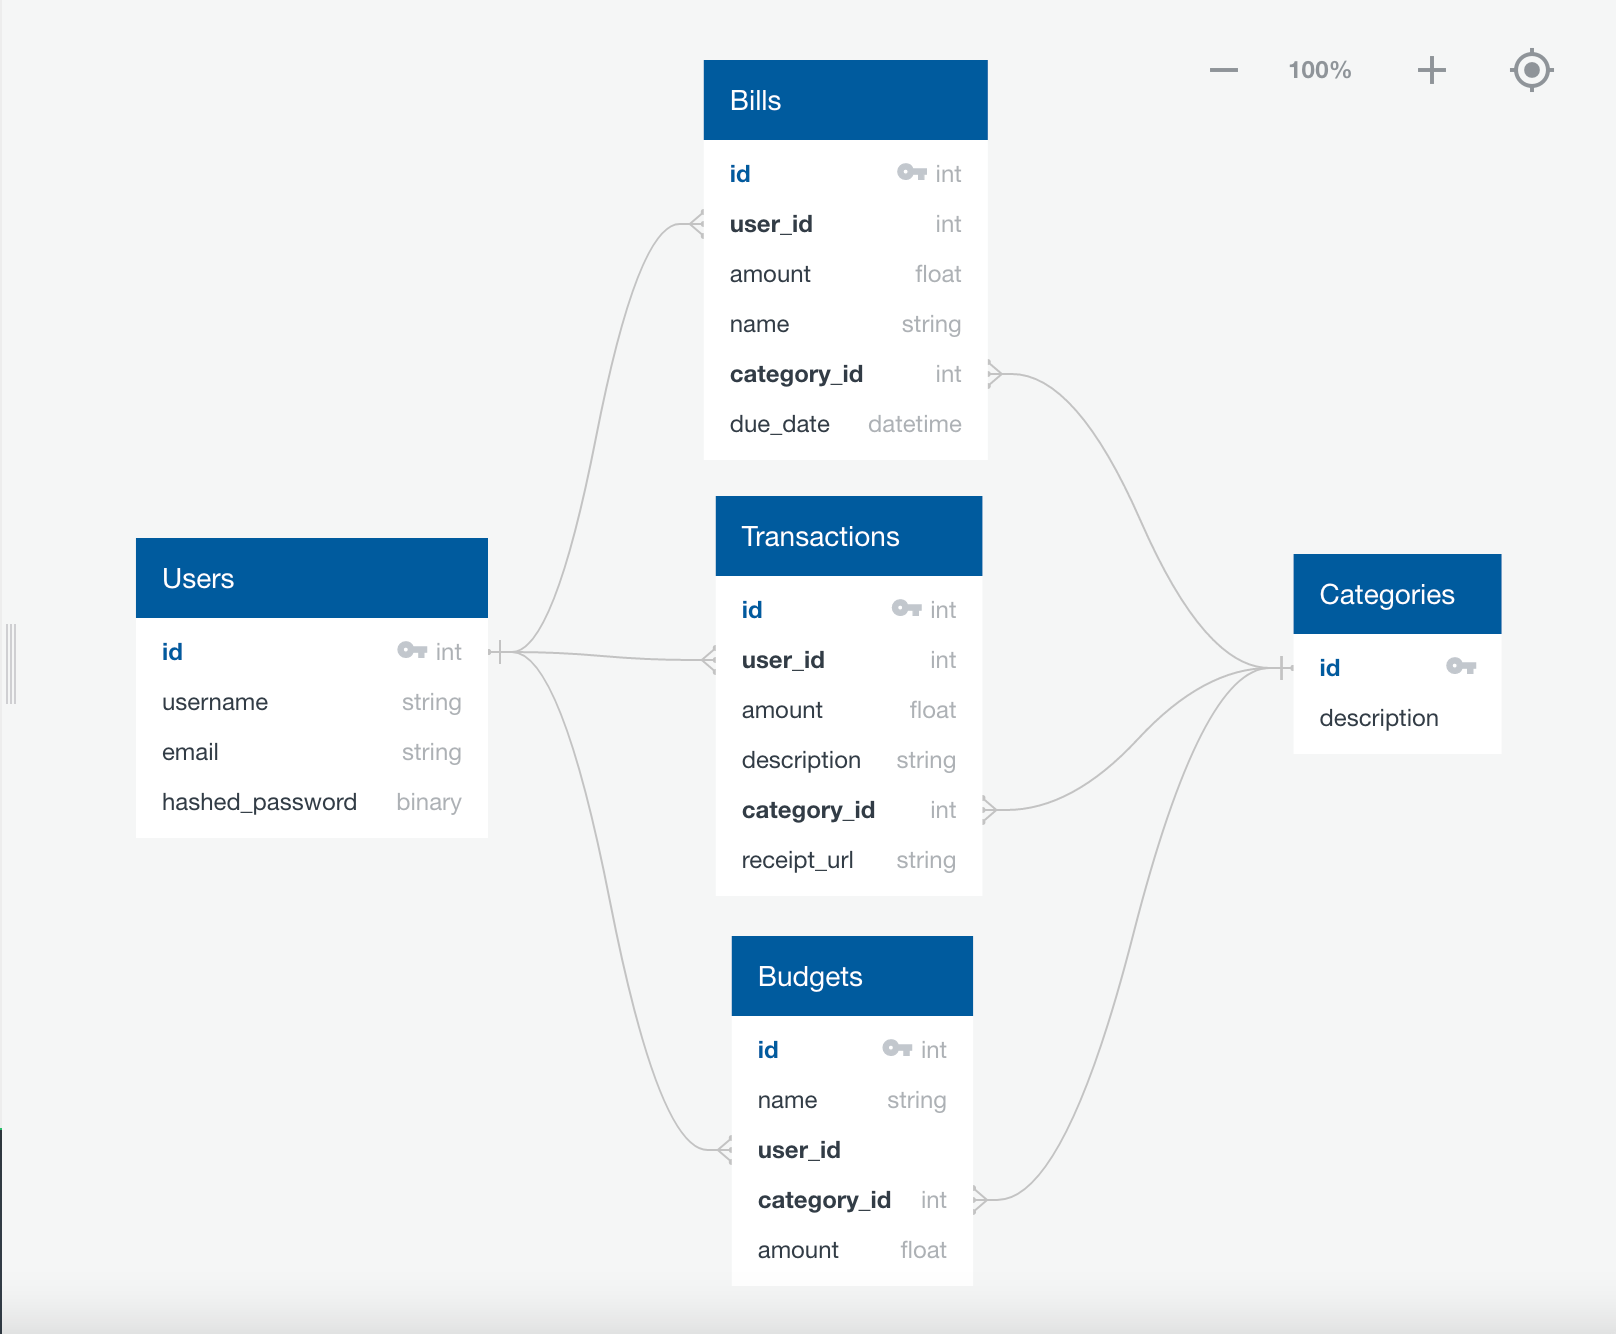 100%
Bills
id int
user_id int
amount float
name string
category_id int
due_date datetime
Transactions
id int
user_id int
amount float
description string
category_id int
receipt_url string
Users
id int
username string
email string
hashed_password binary
Categories
id
description
Budgets
id int
name string
user_id
category_id int
amount float